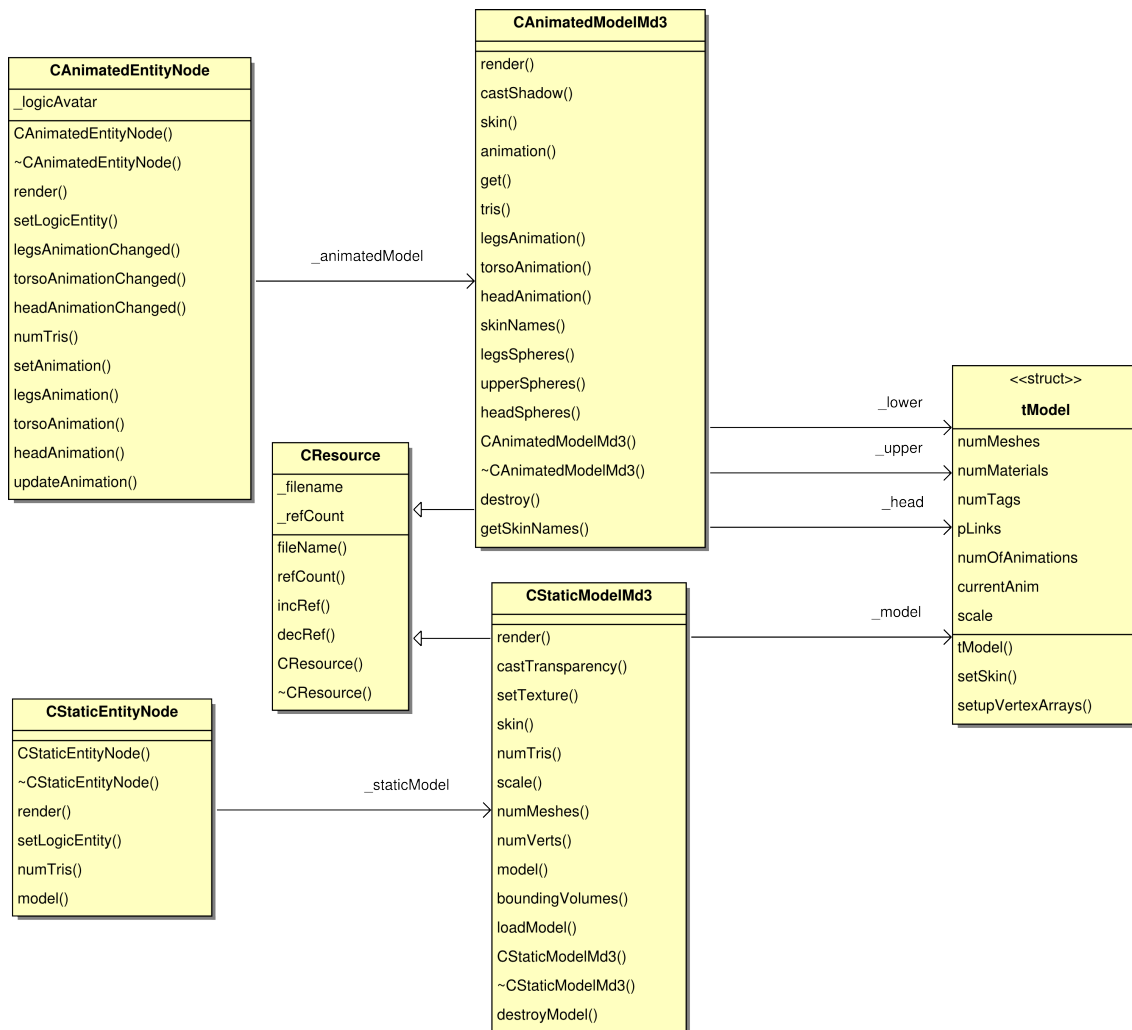 CAnimatedModelMd3
render()
castShadow()
skin()
animation()
get()
tris()
legsAnimation()
torsoAnimation()
headAnimation()
skinNames()
legsSpheres()
upperSpheres()
headSpheres()
CAnimatedModelMd3()
~CAnimatedModelMd3()
destroy()
getSkinNames()
CAnimatedEntityNode
_logicAvatar
CAnimatedEntityNode()
~CAnimatedEntityNode()
render()
setLogicEntity()
legsAnimationChanged()
torsoAnimationChanged()
headAnimationChanged()
numTris()
setAnimation()
legsAnimation()
torsoAnimation()
headAnimation()
updateAnimation()
_animatedModel
_lower
_upper
_head
_model
<<struct>>
tModel
numMeshes
numMaterials
numTags
pLinks
numOfAnimations
currentAnim
scale
tModel()
setSkin()
setupVertexArrays()
CResource
_filename
_refCount
fileName()
refCount()
incRef()
decRef()
CResource()
~CResource()
CStaticModelMd3
render()
castTransparency()
setTexture()
skin()
numTris()
scale()
numMeshes()
numVerts()
model()
boundingVolumes()
loadModel()
CStaticModelMd3()
~CStaticModelMd3()
destroyModel()
CStaticEntityNode
CStaticEntityNode()
~CStaticEntityNode()
render()
setLogicEntity()
numTris()
model()
_staticModel